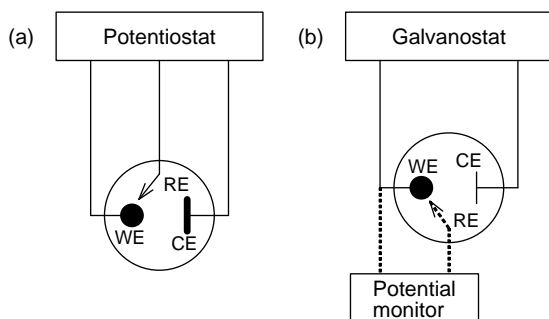 (a)
Potentiostat
RE
WE
CE
(b)
Galvanostat
WE
CE
RE
Potential
monitor